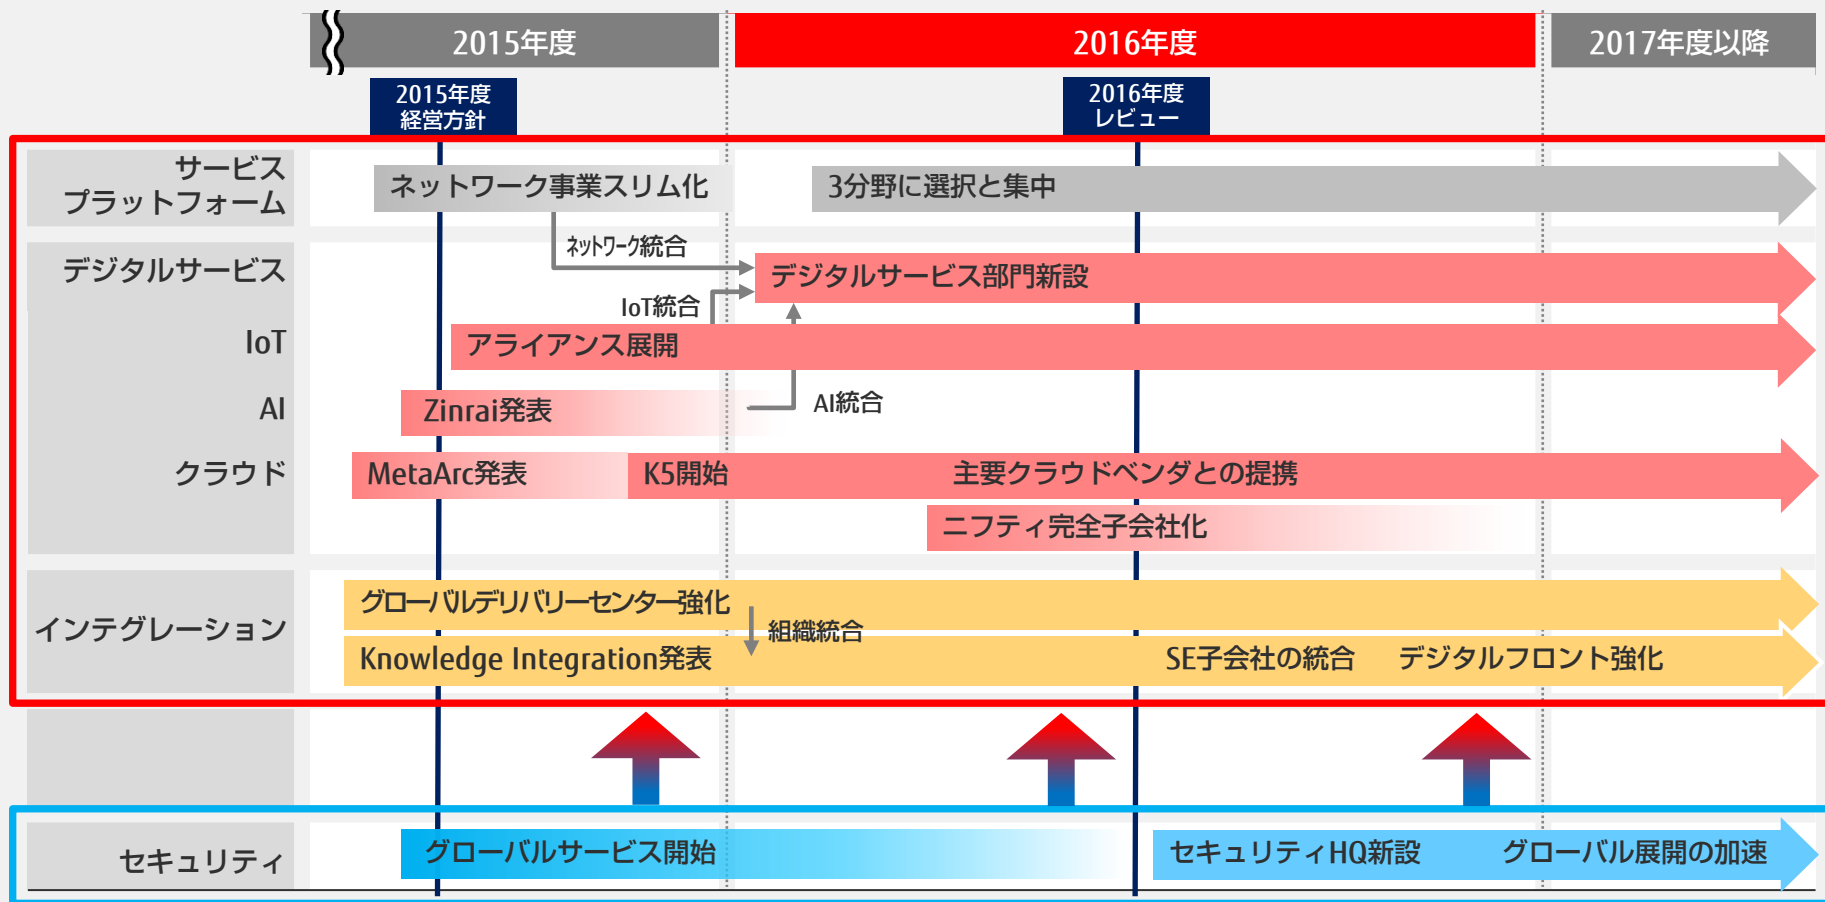 2015年度
2016年度
2017年度以降
2015年度
経営方針
2016年度
レビュー
サービス
プラットフォーム
ネットワーク事業スリム化
3分野に選択と集中
ネットワーク統合
デジタルサービス
デジタルサービス部門新設
IoT統合
IoT
アライアンス展開
AI
Zinrai発表
AI統合
クラウド
MetaArc発表
K5開始
主要クラウドベンダとの提携
ニフティ完全子会社化
インテグレーション
グローバルデリバリーセンター強化
組織統合
Knowledge Integration発表
SE子会社の統合
デジタルフロント強化
セキュリティ
グローバルサービス開始
セキュリティHQ新設
グローバル展開の加速